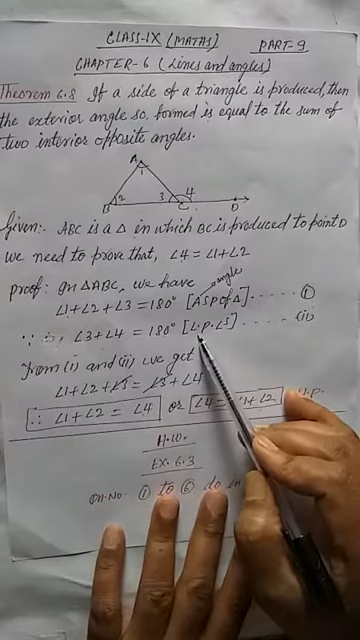 CLASS-IX (MATHS) PART-9
CHAPTER-6 (Lines and angles)
Theorem 6.8 If a side of a triangle is produced, then
the exterior angle so, formed is equal to the sum of
two interior opposite angles.
A
1
B 2 3 4 C D
Given:- ABC is a Δ in which BC is produced to point D
we need to prove that, ∠4=∠1+∠2
proof: In ΔABC, we have angle
∠1+∠2+∠3=180° [ASP of Δ]..... (i)
∠3+∠4 = 180° [L.P.∠S]..... (ii)
From (i) and (ii) we get
∠1+∠2+∠3=∠3+∠4
∴ ∠1+∠2 = ∠4 or ∠4= ∠1+∠2 H.P.
H.W.
EX. 6.3
Qn.No. ① to ⑥ do in